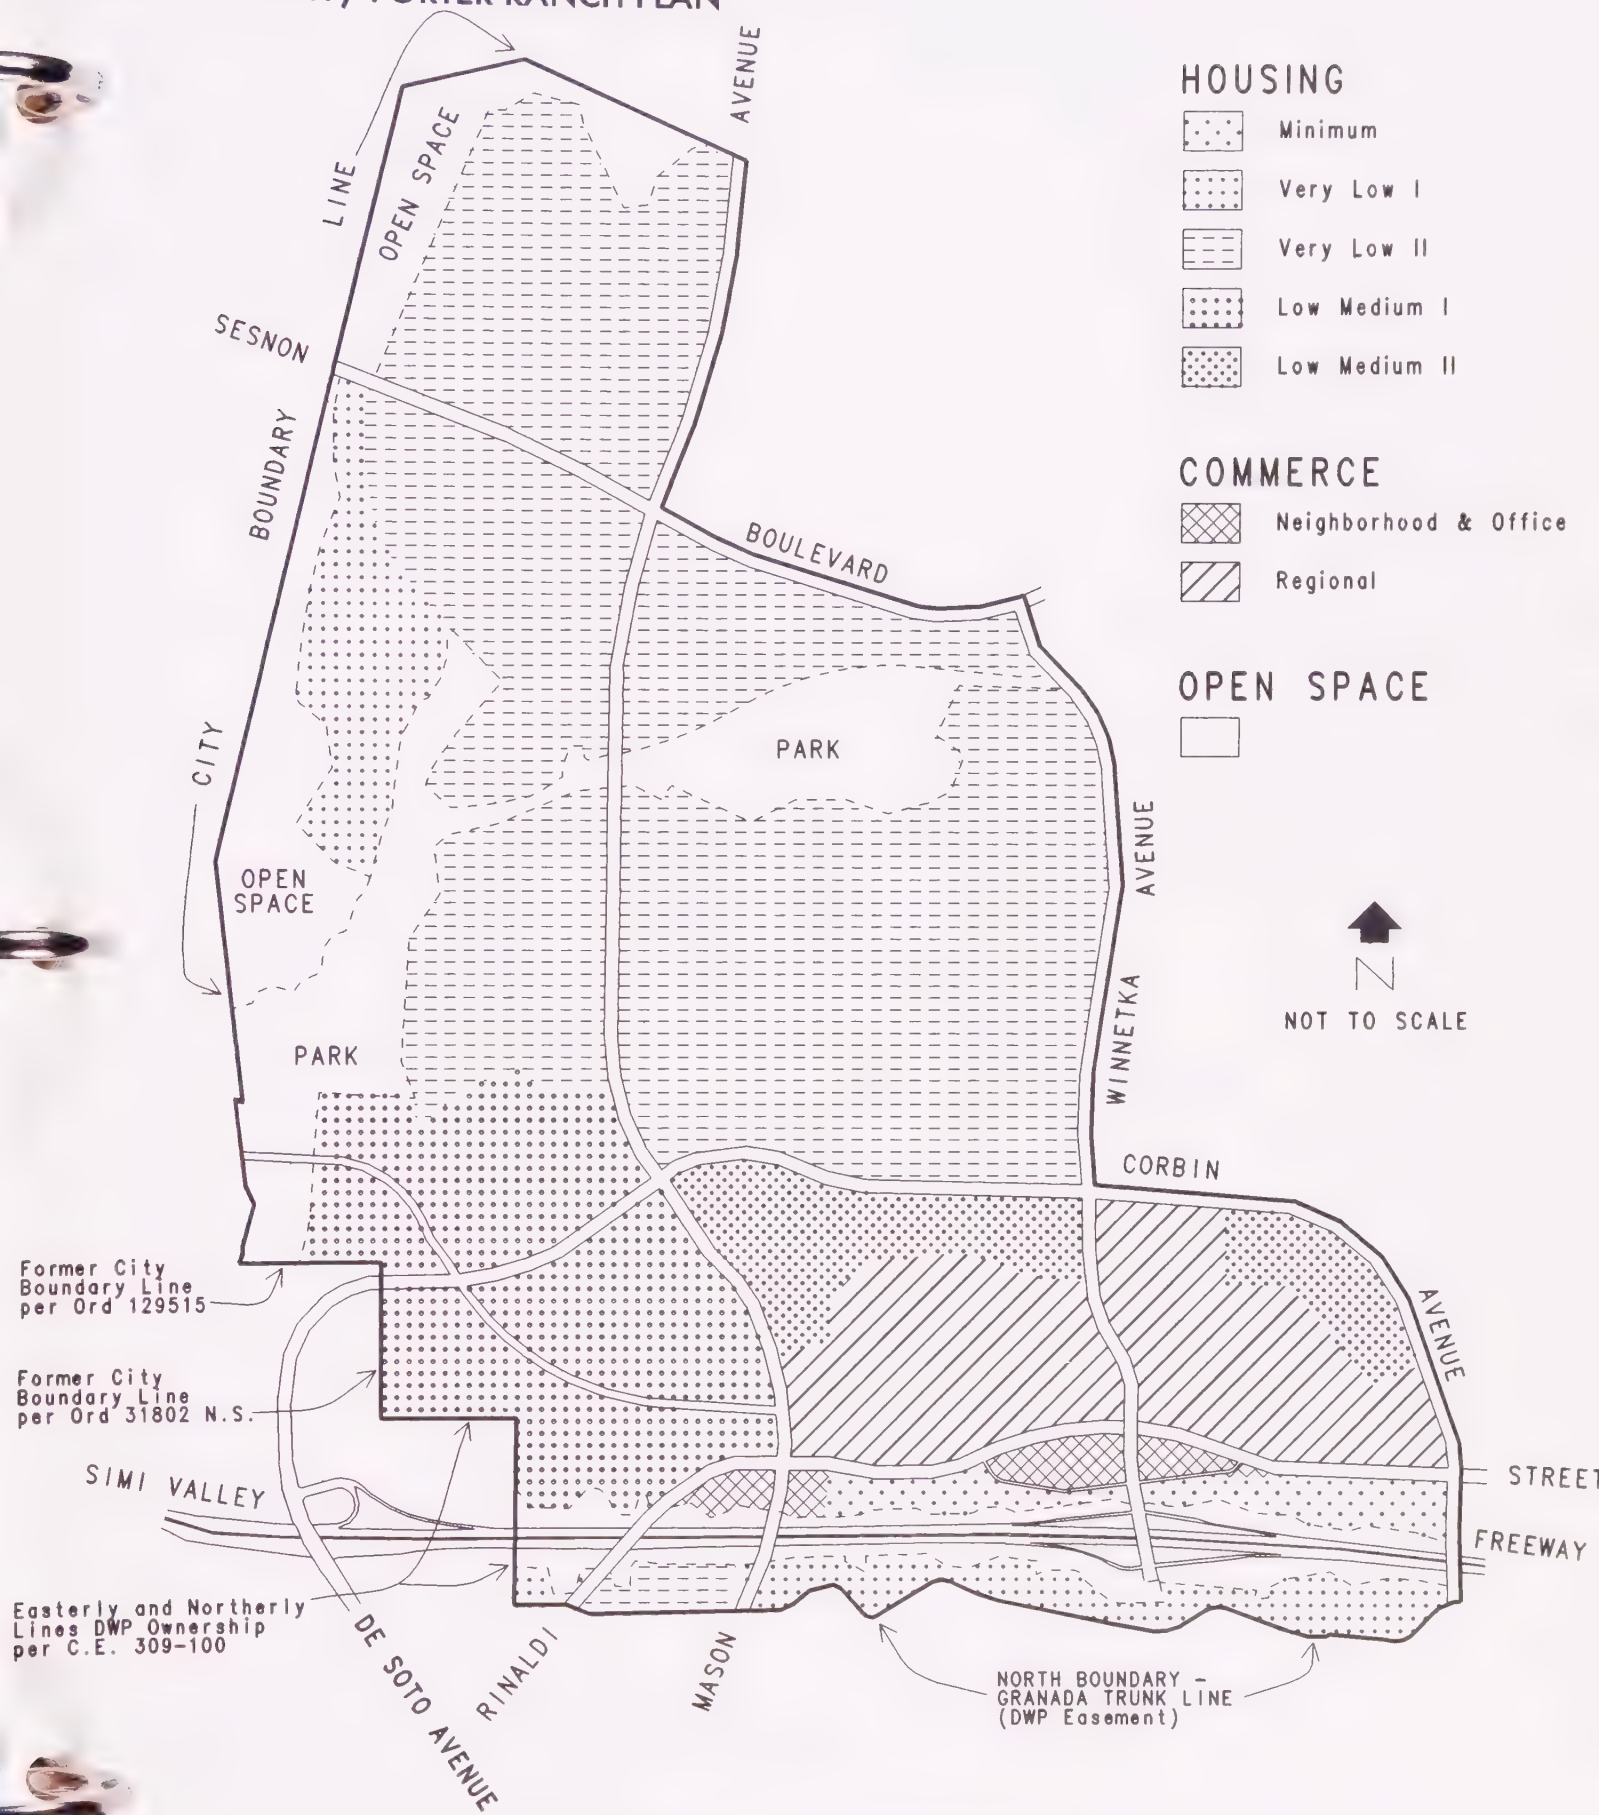 PORTER RANCH PLAN
AVENUE
LINE
OPEN SPACE
SESNON
BOUNDARY
BOULEVARD
CITY
PARK
OPEN
SPACE
PARK
AVENUE
WINNETKA
CORBIN
AVENUE
HOUSING
Minimum
Very Low I
Very Low II
Low Medium I
Low Medium II
COMMERCE
Neighborhood & Office
Regional
OPEN SPACE
N
NOT TO SCALE
Former City
Boundary Line
per Ord 129515
Former City
Boundary Line
per Ord 31802 N.S.
SIMI VALLEY
STREET
FREEWAY
Easterly and Northerly
Lines DWP Ownership
per C.E. 309-100
DE SOTO AVENUE
RINALDI
MASON
NORTH BOUNDARY -
GRANADA TRUNK LINE
(DWP Easement)